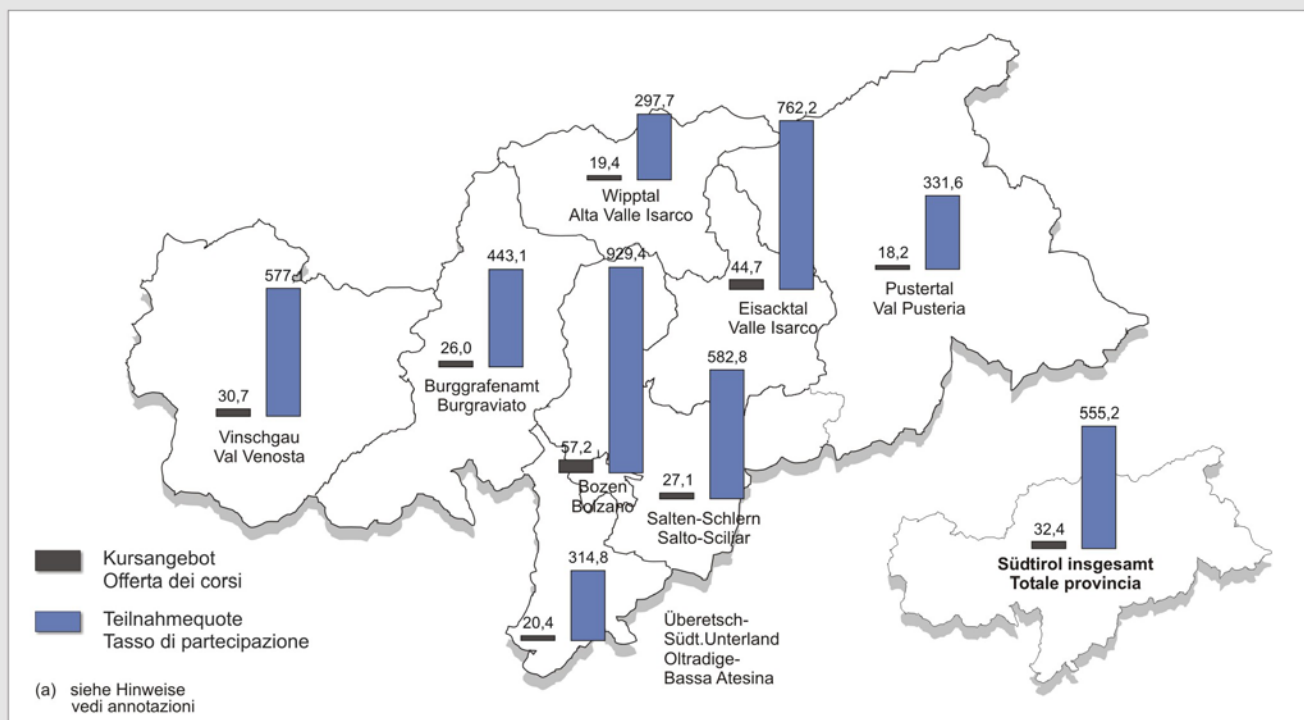 297,7
19,4
Wipptal
Alta Valle Isarco
762,2
44,7
Eisacktal
Valle Isarco
331,6
18,2
Pustertal
Val Pusteria
577,1
30,7
Vinschgau
Val Venosta
443,1
26,0
Burggrafenamt
Burgraviato
929,4
57,2
Bozen
Bolzano
582,8
27,1
Salten-Schlern
Salto-Sciliar
314,8
20,4
Überetsch-
Südt.Unterland
Oltradige-
Bassa Atesina
555,2
32,4
Südtirol insgesamt
Totale provincia
Kursangebot
Offerta dei corsi
Teilnahmequote
Tasso di partecipazione
(a) siehe Hinweise
vedi annotazioni